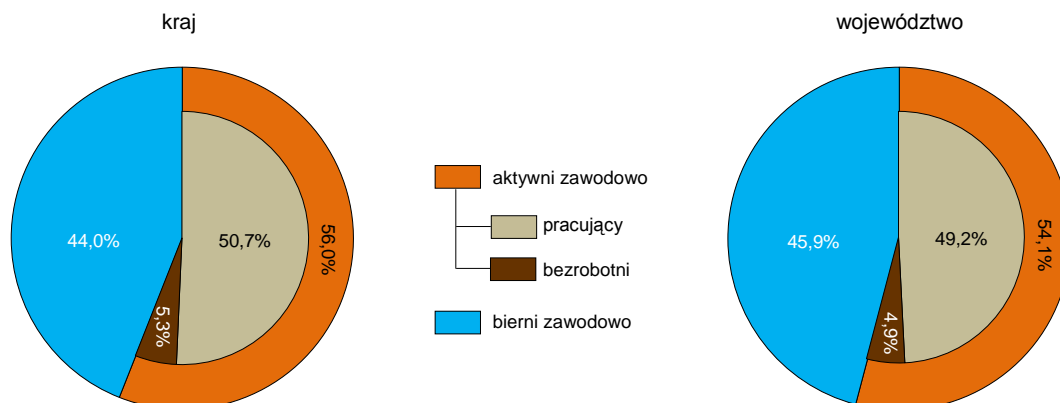 kraj
województwo
44,0%
50,7%
56,0%
5,3%
aktywni zawodowo
pracujący
bezrobotni
bierni zawodowo
45,9%
49,2%
54,1%
4,9%